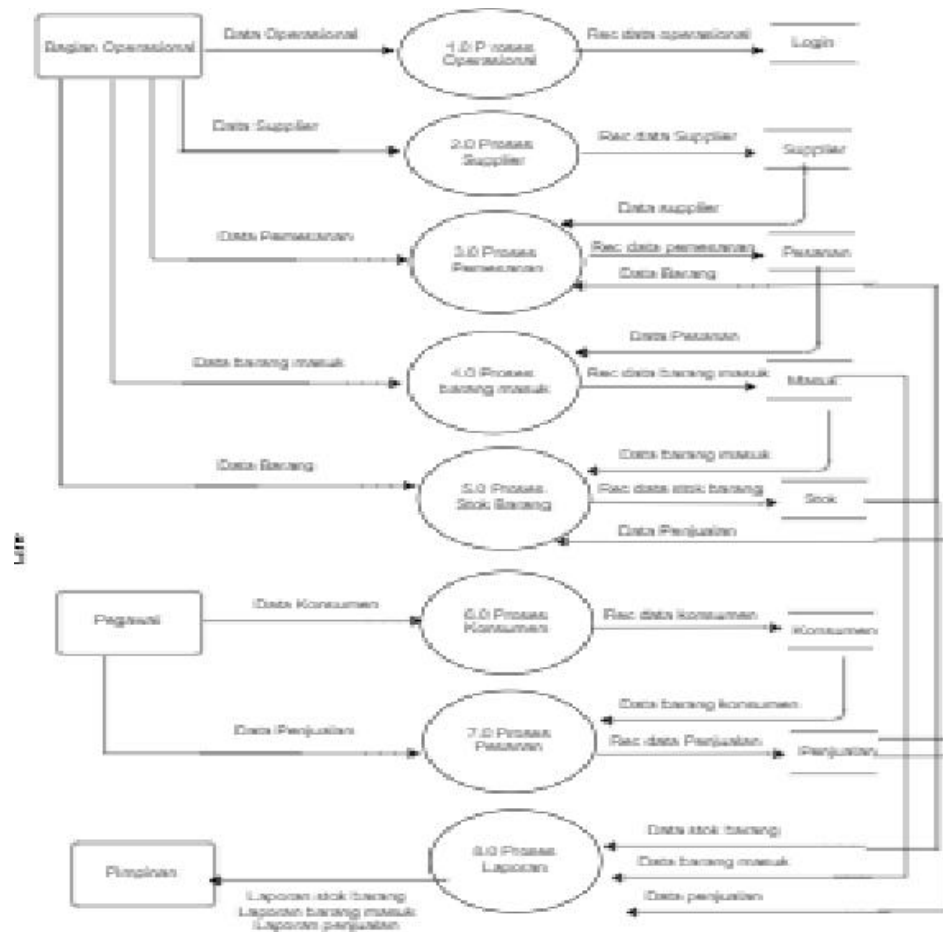 Bagian Operasional
Data Operasional
1.0 Proses
Operasional
Rec data operasional
Login
Data Supplier
2.0 Proses
Supplier
Rec data Supplier
Supplier
Data supplier
Data Pemesanan
3.0 Proses
Pemesanan
Rec data pemesanan
Pesanan
Data Barang
Data Pesanan
Data barang masuk
4.0 Proses
barang masuk
Rec data barang masuk
Masuk
Data barang masuk
Data Barang
5.0 Proses
Stok Barang
Rec data stok barang
Stok
Data Penjualan
Pegawai
Data Konsumen
6.0 Proses
Konsumen
Rec data konsumen
Konsumen
Data barang konsumen
Data Penjualan
7.0 Proses
Pesanan
Rec data Penjualan
Penjualan
Data stok barang
8.0 Proses
Laporan
Data barang masuk
Pimpinan
Data penjualan
Laporan stok barang
Laporan barang masuk
Laporan penjualan